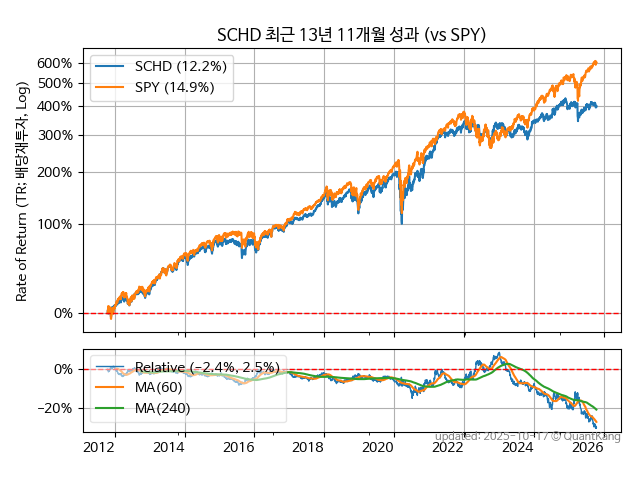 SCHD 최근 13년 11개월 성과 (vs SPY)
SCHD (12.2%)
SPY (14.9%)
600%
500%
400%
300%
200%
100%
0%
Rate of Return (TR: 배당재투자, Log)
Relative (−2.4%, 2.5%)
MA(60)
MA(240)
0%
−20%
2012 2014 2016 2018 2020 2022 2024 2026
updated: 2025-10-17 © QuantKang